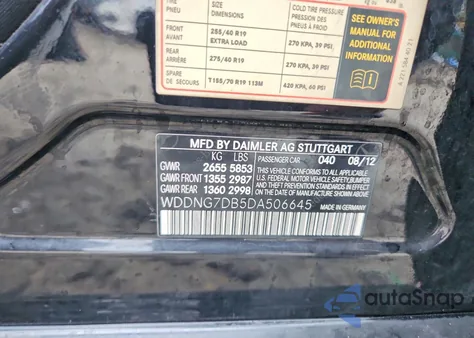 PNEU SIZE COLD TIRE PRESSION
DIMENSIONS PRESSION DES PNEUS À FROID
FRONT AVANT 255/40 R19 EXTRA LOAD 270 KPA, 39 PSI
REAR ARRIÈRE 275/40 R19 270 KPA, 39 PSI
SPARE DE SECOURS T155/70 R19 113M 420 KPA, 60 PSI
SEE OWNER'S
MANUAL FOR
ADDITIONAL
INFORMATION
MFD BY DAIMLER AG STUTTGART
KG LBS PASSENGER CAR 040 08/12
GVWR 2655 5853
GAWR FRONT 1355 2987
GAWR REAR 1360 2998
THIS VEHICLE CONFORMS TO ALL APPLICABLE
U.S. FEDERAL MOTOR VEHICLE SAFETY, BUMPER
AND THEFT PREVENTION STANDARDS IN EFFECT
ON THE DATE OF MANUFACTURE SHOWN ABOVE.
WDDNG7DB5DA506645
MADE IN GERMANY
autoSnap